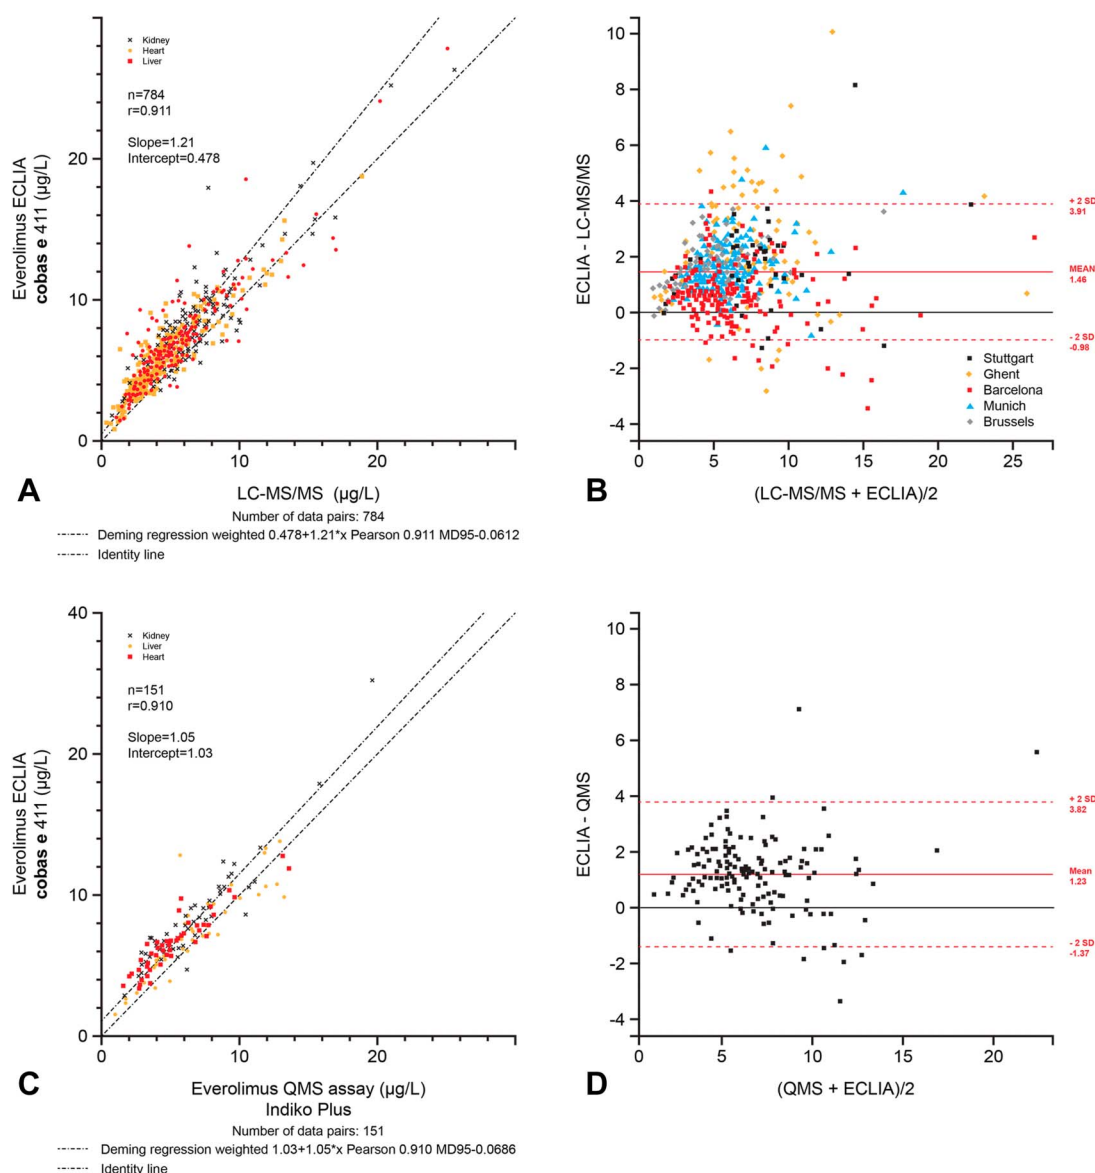 Everolimus ECLIA
cobas e 411 (µg/L)
20
10
0
Kidney
Heart
Liver
n=784
r=0.911
Slope=1.21
Intercept=0.478
0 10 20
A
LC-MS/MS (µg/L)
Number of data pairs: 784
Deming regression weighted 0.478+1.21*x Pearson 0.911 MD95-0.0612
Identity line
ECLIA - LC-MS/MS
10
8
6
4
2
0
-2
-4
+ 2 SD
3.91
MEAN
1.46
- 2 SD
-0.98
Stuttgart
Ghent
Barcelona
Munich
Brussels
0 5 10 15 20 25
B
(LC-MS/MS + ECLIA)/2
Everolimus ECLIA
cobas e 411 (µg/L)
40
20
10
0
Kidney
Liver
Heart
n=151
r=0.910
Slope=1.05
Intercept=1.03
0 10 20
C
Everolimus QMS assay (µg/L)
Indiko Plus
Number of data pairs: 151
Deming regression weighted 1.03+1.05*x Pearson 0.910 MD95-0.0686
Identity line
ECLIA - QMS
10
8
6
4
2
0
-2
-4
+ 2 SD
3.82
Mean
1.23
- 2 SD
-1.37
0 5 10 15 20
D
(QMS + ECLIA)/2